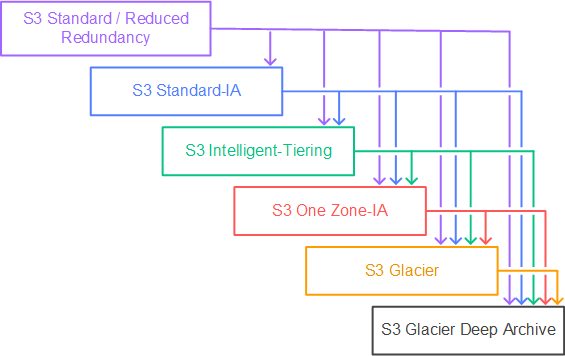 S3 Standard / Reduced
Redundancy
S3 Standard-IA
S3 Intelligent-Tiering
S3 One Zone-IA
S3 Glacier
S3 Glacier Deep Archive